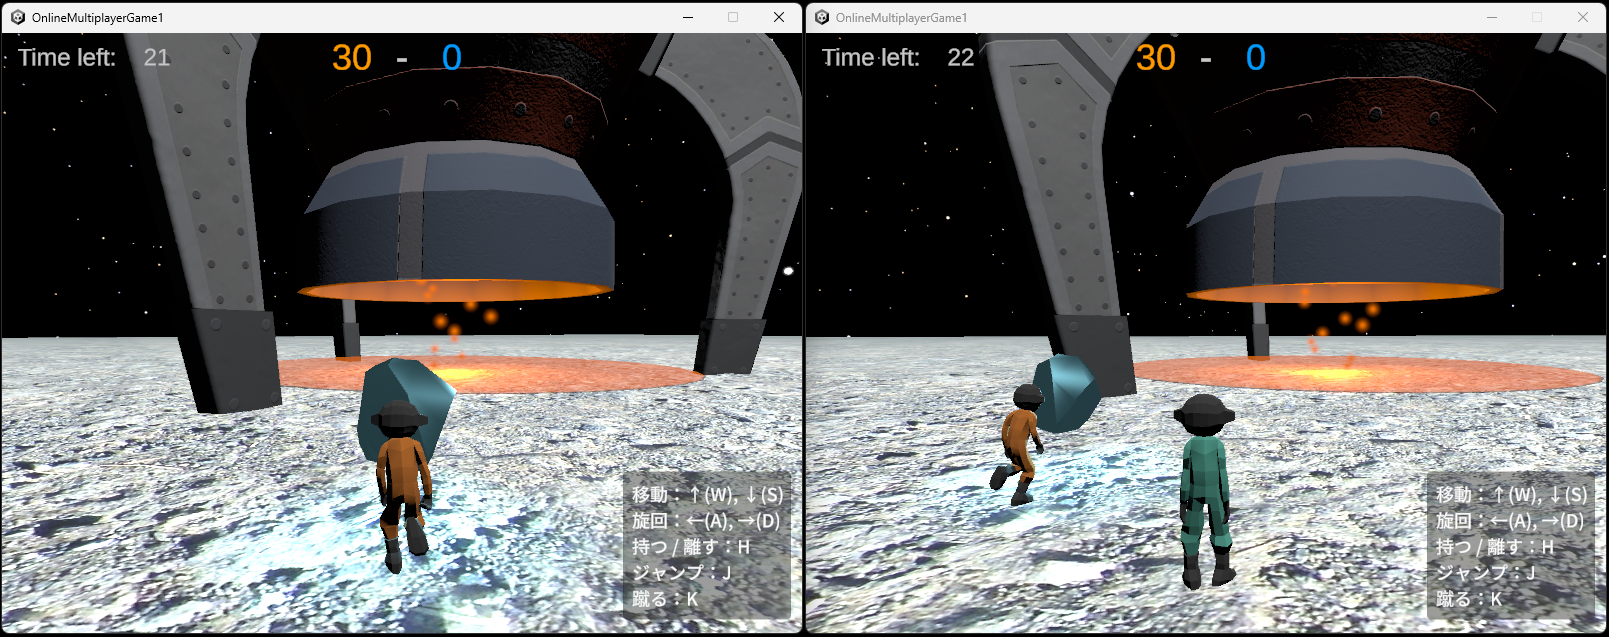 OnlineMultiplayerGame1
Time left: 21
30 - 0
移動：↑(W), ↓(S)
旋回：←(A), →(D)
持つ / 離す：H
ジャンプ：J
蹴る：K
OnlineMultiplayerGame1
Time left: 22
30 - 0
移動：↑(W), ↓(S)
旋回：←(A), →(D)
持つ / 離す：H
ジャンプ：J
蹴る：K